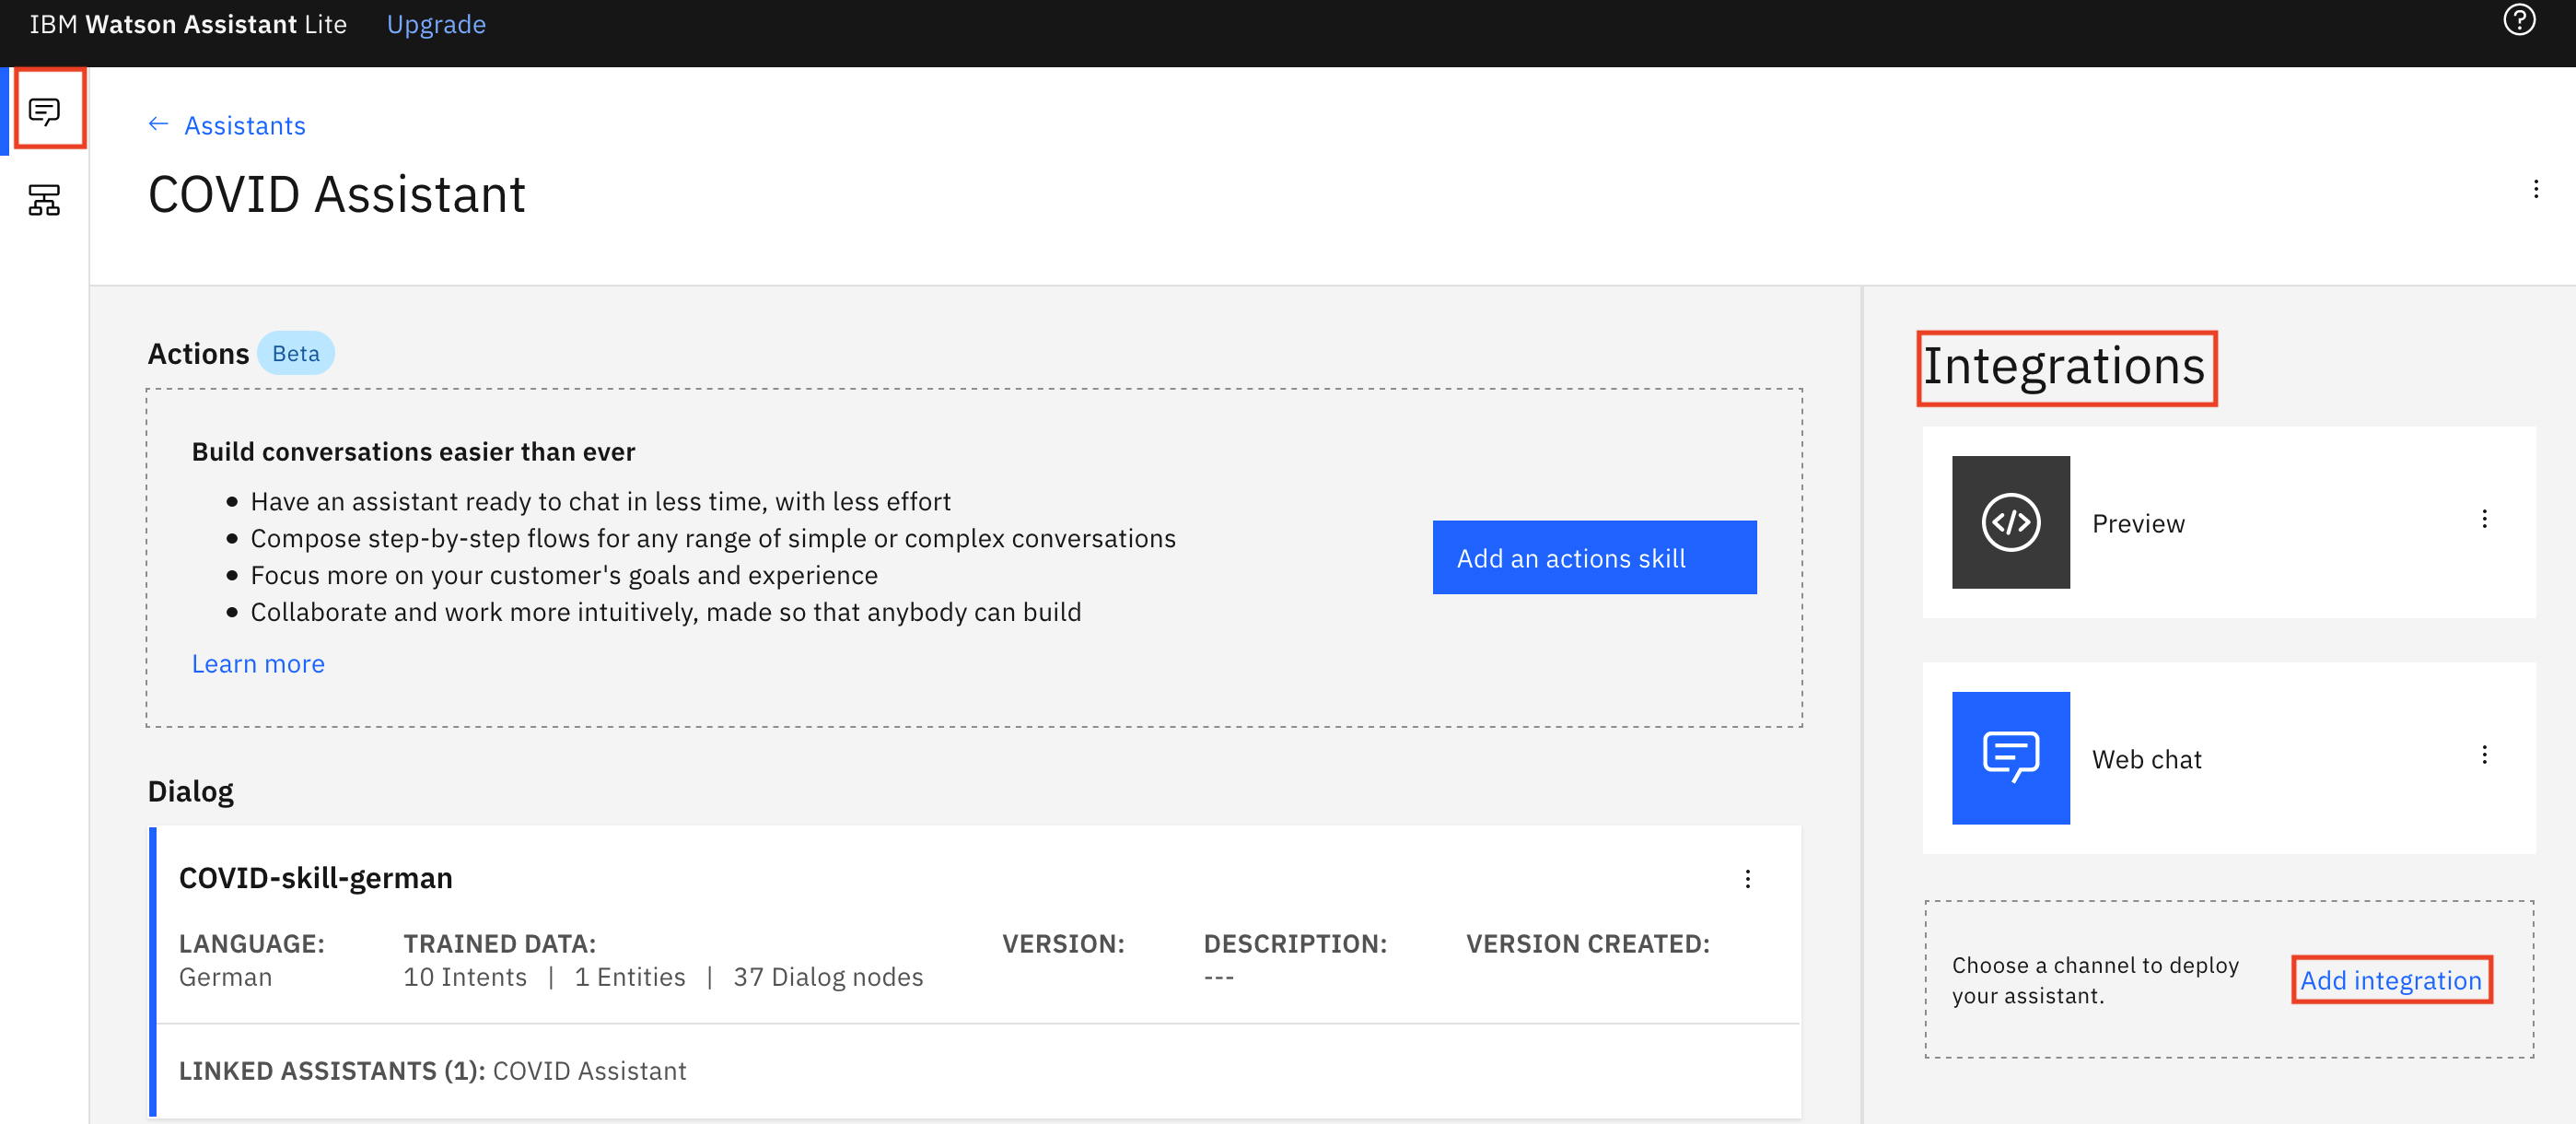 IBM Watson Assistant Lite Upgrade
Assistants
COVID Assistant
Actions Beta
Build conversations easier than ever
Have an assistant ready to chat in less time, with less effort
Compose step-by-step flows for any range of simple or complex conversations
Focus more on your customer's goals and experience
Collaborate and work more intuitively, made so that anybody can build
Learn more
Add an actions skill
Dialog
COVID-skill-german
LANGUAGE: TRAINED DATA: VERSION: DESCRIPTION: VERSION CREATED:
German 10 Intents | 1 Entities | 37 Dialog nodes ---
LINKED ASSISTANTS (1): COVID Assistant
Integrations
Preview
Web chat
Choose a channel to deploy
your assistant.
Add integration